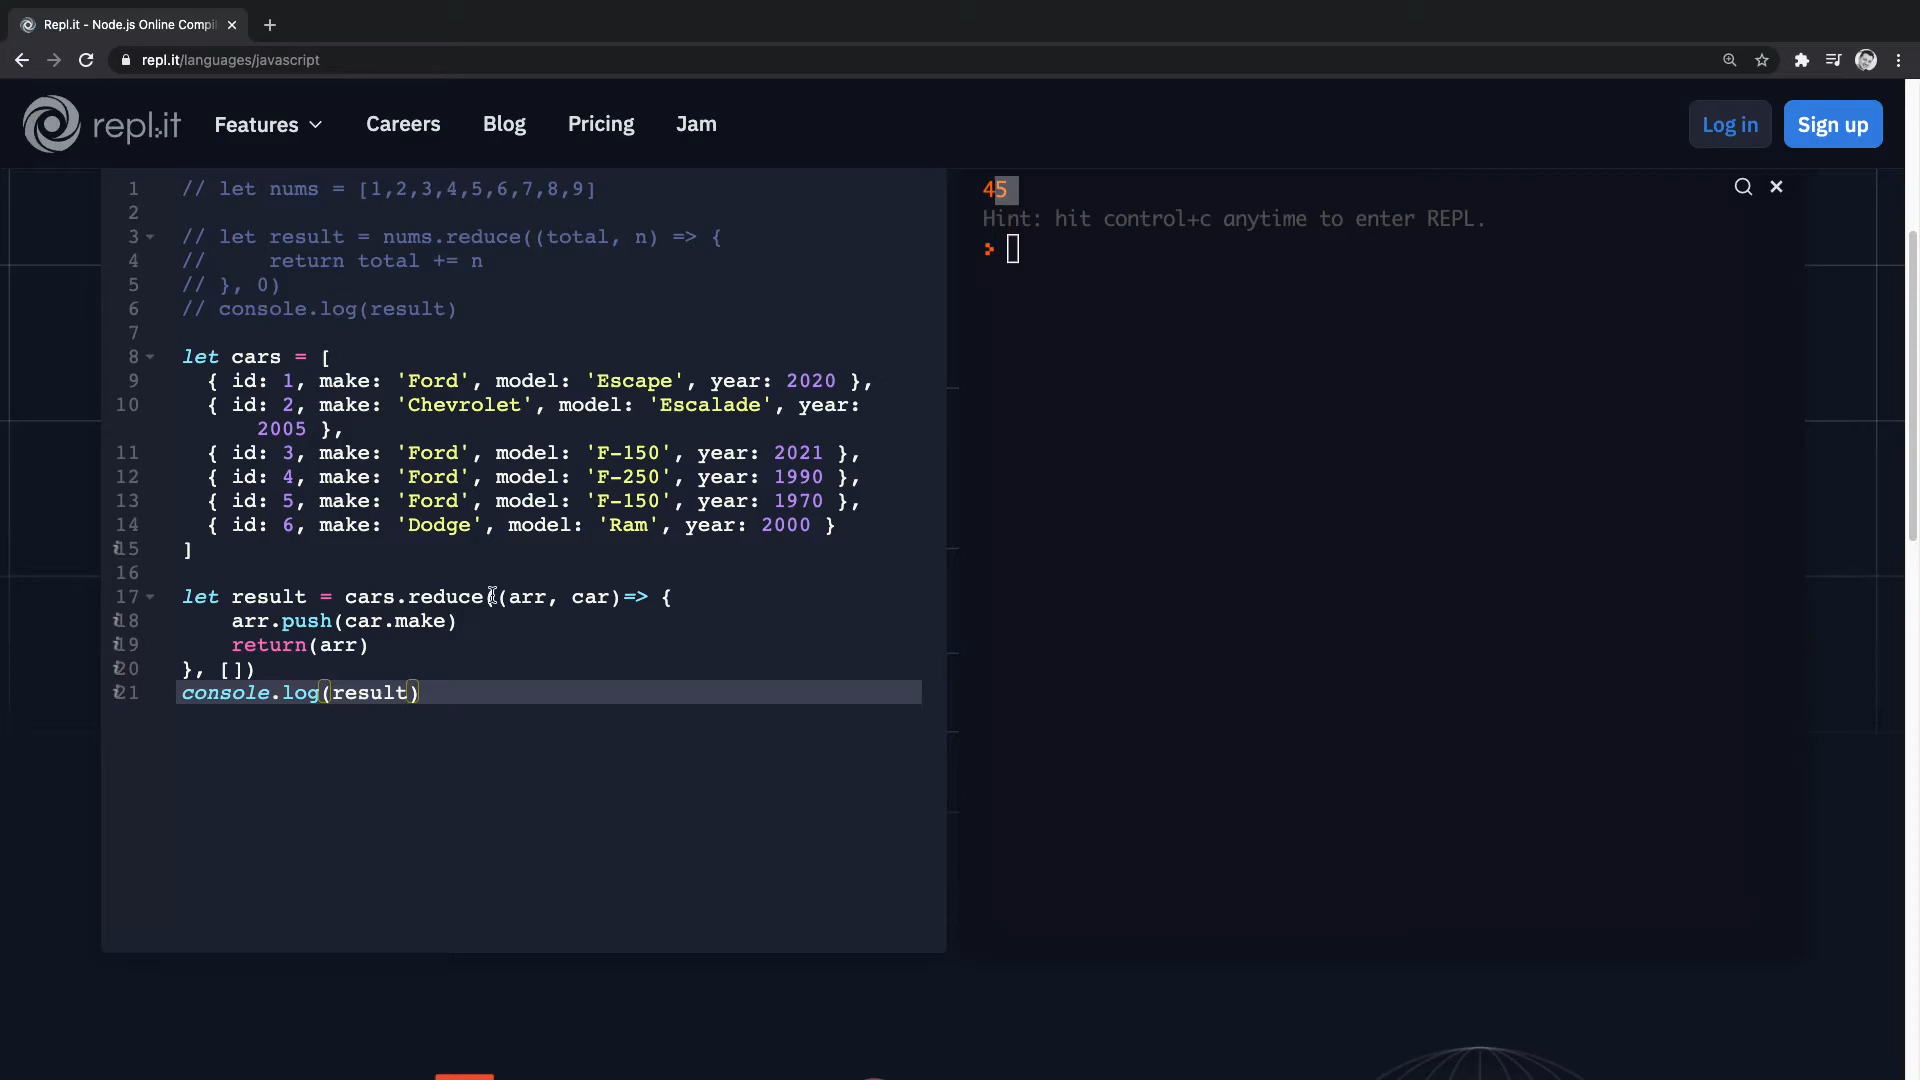 Repl.it - Node.js Online Compi
repl.it/languages/javascript
repl.it
Features
Careers
Blog
Pricing
Jam
Log in
Sign up
1 // let nums = [1,2,3,4,5,6,7,8,9]
2
3 // let result = nums.reduce((total, n) => {
4 //     return total += n
5 // }, 0)
6 // console.log(result)
7
8 let cars = [
9   { id: 1, make: 'Ford', model: 'Escape', year: 2020 },
10   { id: 2, make: 'Chevrolet', model: 'Escalade', year:
2005 },
11   { id: 3, make: 'Ford', model: 'F-150', year: 2021 },
12   { id: 4, make: 'Ford', model: 'F-250', year: 1990 },
13   { id: 5, make: 'Ford', model: 'F-150', year: 1970 },
14   { id: 6, make: 'Dodge', model: 'Ram', year: 2000 }
15 ]
16
17 let result = cars.reduce((arr, car)=> {
18     arr.push(car.make)
19     return(arr)
20 }, [])
21 console.log(result)
45
Hint: hit control+c anytime to enter REPL.